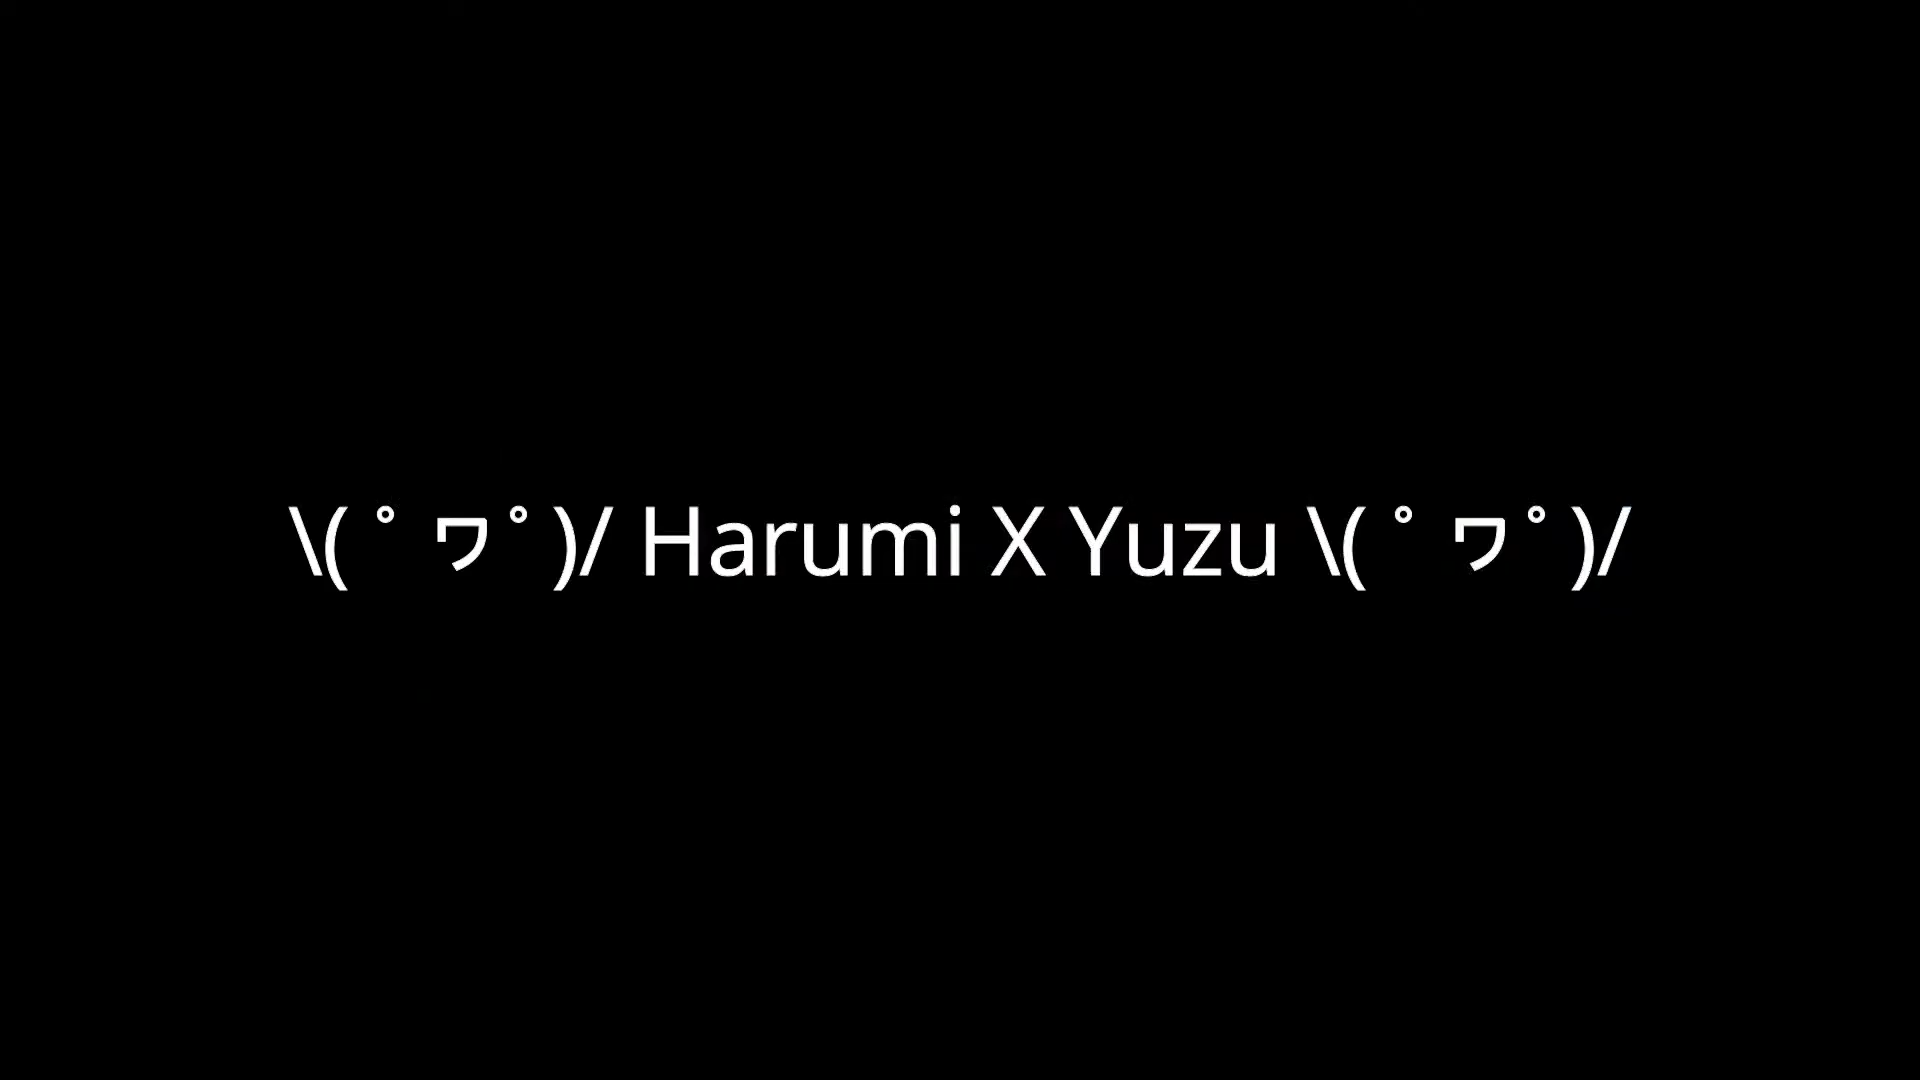 \(ﾟヮﾟ)/ Harumi X Yuzu \(ﾟヮﾟ)/